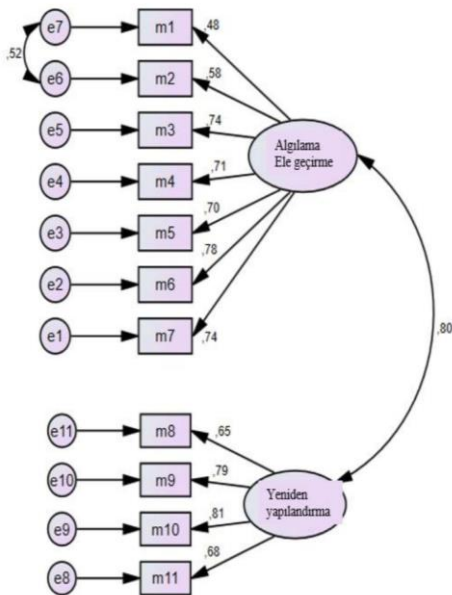 e7
m1
,48
,52
e6
m2
,58
e5
m3
,74
Algılama
Ele geçirme
e4
m4
,71
e3
m5
,70
e2
m6
,78
e1
m7
,74
,80
e11
m8
,65
e10
m9
,79
Yeniden
yapılandırma
e9
m10
,81
e8
m11
,68